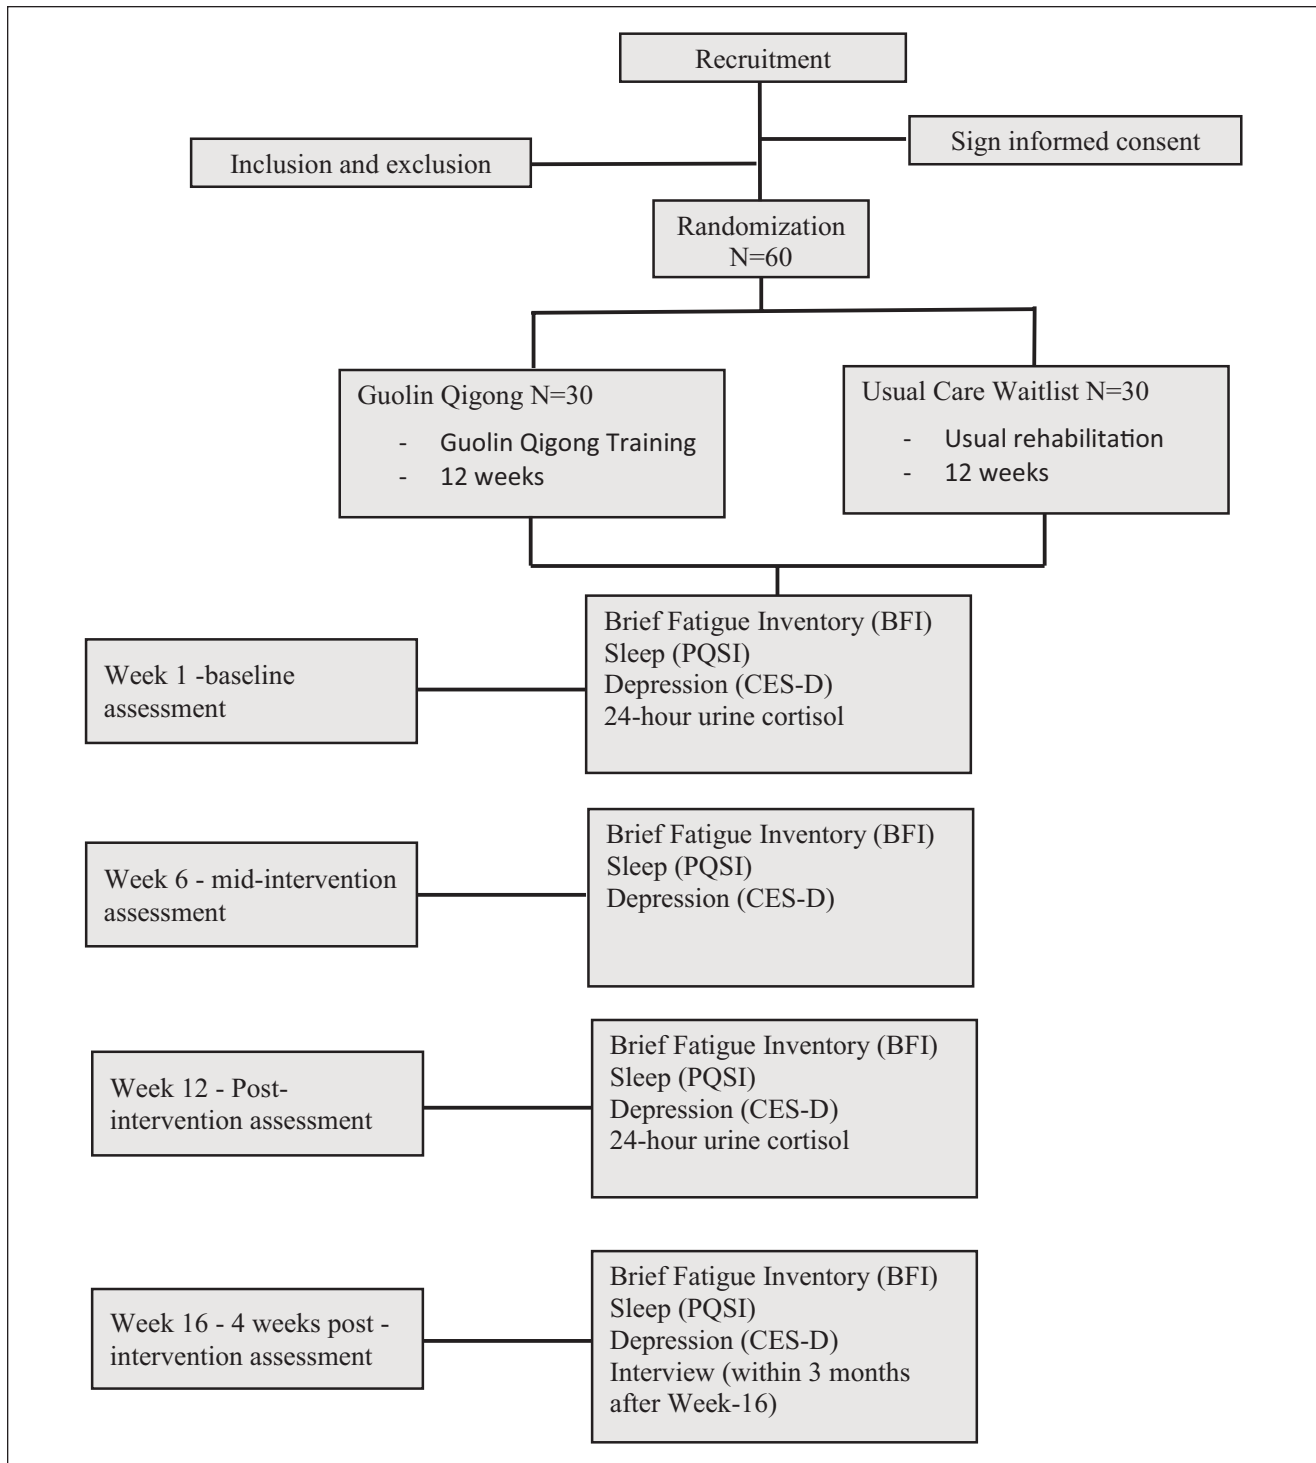 Recruitment
Sign informed consent
Inclusion and exclusion
Randomization
N=60
Guolin Qigong N=30
- Guolin Qigong Training
- 12 weeks
Usual Care Waitlist N=30
- Usual rehabilitation
- 12 weeks
Week 1 -baseline
assessment
Brief Fatigue Inventory (BFI)
Sleep (PQSI)
Depression (CES-D)
24-hour urine cortisol
Week 6 - mid-intervention
assessment
Brief Fatigue Inventory (BFI)
Sleep (PQSI)
Depression (CES-D)
Week 12 - Post-
intervention assessment
Brief Fatigue Inventory (BFI)
Sleep (PQSI)
Depression (CES-D)
24-hour urine cortisol
Week 16 - 4 weeks post -
intervention assessment
Brief Fatigue Inventory (BFI)
Sleep (PQSI)
Depression (CES-D)
Interview (within 3 months
after Week-16)